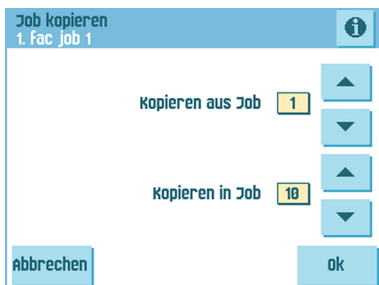 Job kopieren
1. Fac job 1
Kopieren aus Job 1
Kopieren in Job 10
Abbrechen Ok